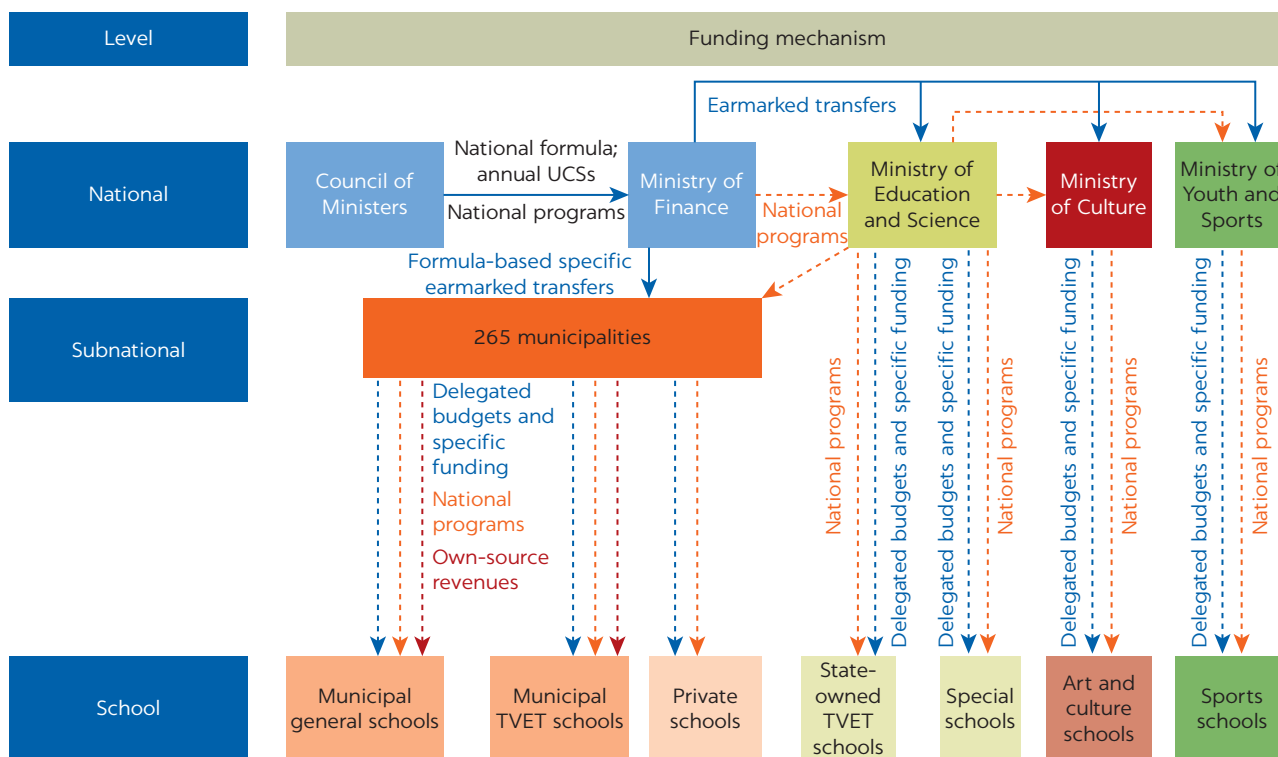 Level
Funding mechanism
Earmarked transfers
National
Council of
Ministers
National formula;
annual UCSs
National programs
Ministry of
Finance
National
programs
Ministry of
Education
and Science
Ministry
of Culture
Ministry of
Youth and
Sports
Formula-based specific
earmarked transfers
Subnational
265 municipalities
Delegated
budgets and
specific
funding
National
programs
Own-source
revenues
National programs
Delegated budgets and specific funding
Delegated budgets and specific funding
National programs
Delegated budgets and specific funding
National programs
Delegated budgets and specific funding
National programs
School
Municipal
general schools
Municipal
TVET schools
Private
schools
State-
owned
TVET
schools
Special
schools
Art and
culture
schools
Sports
schools